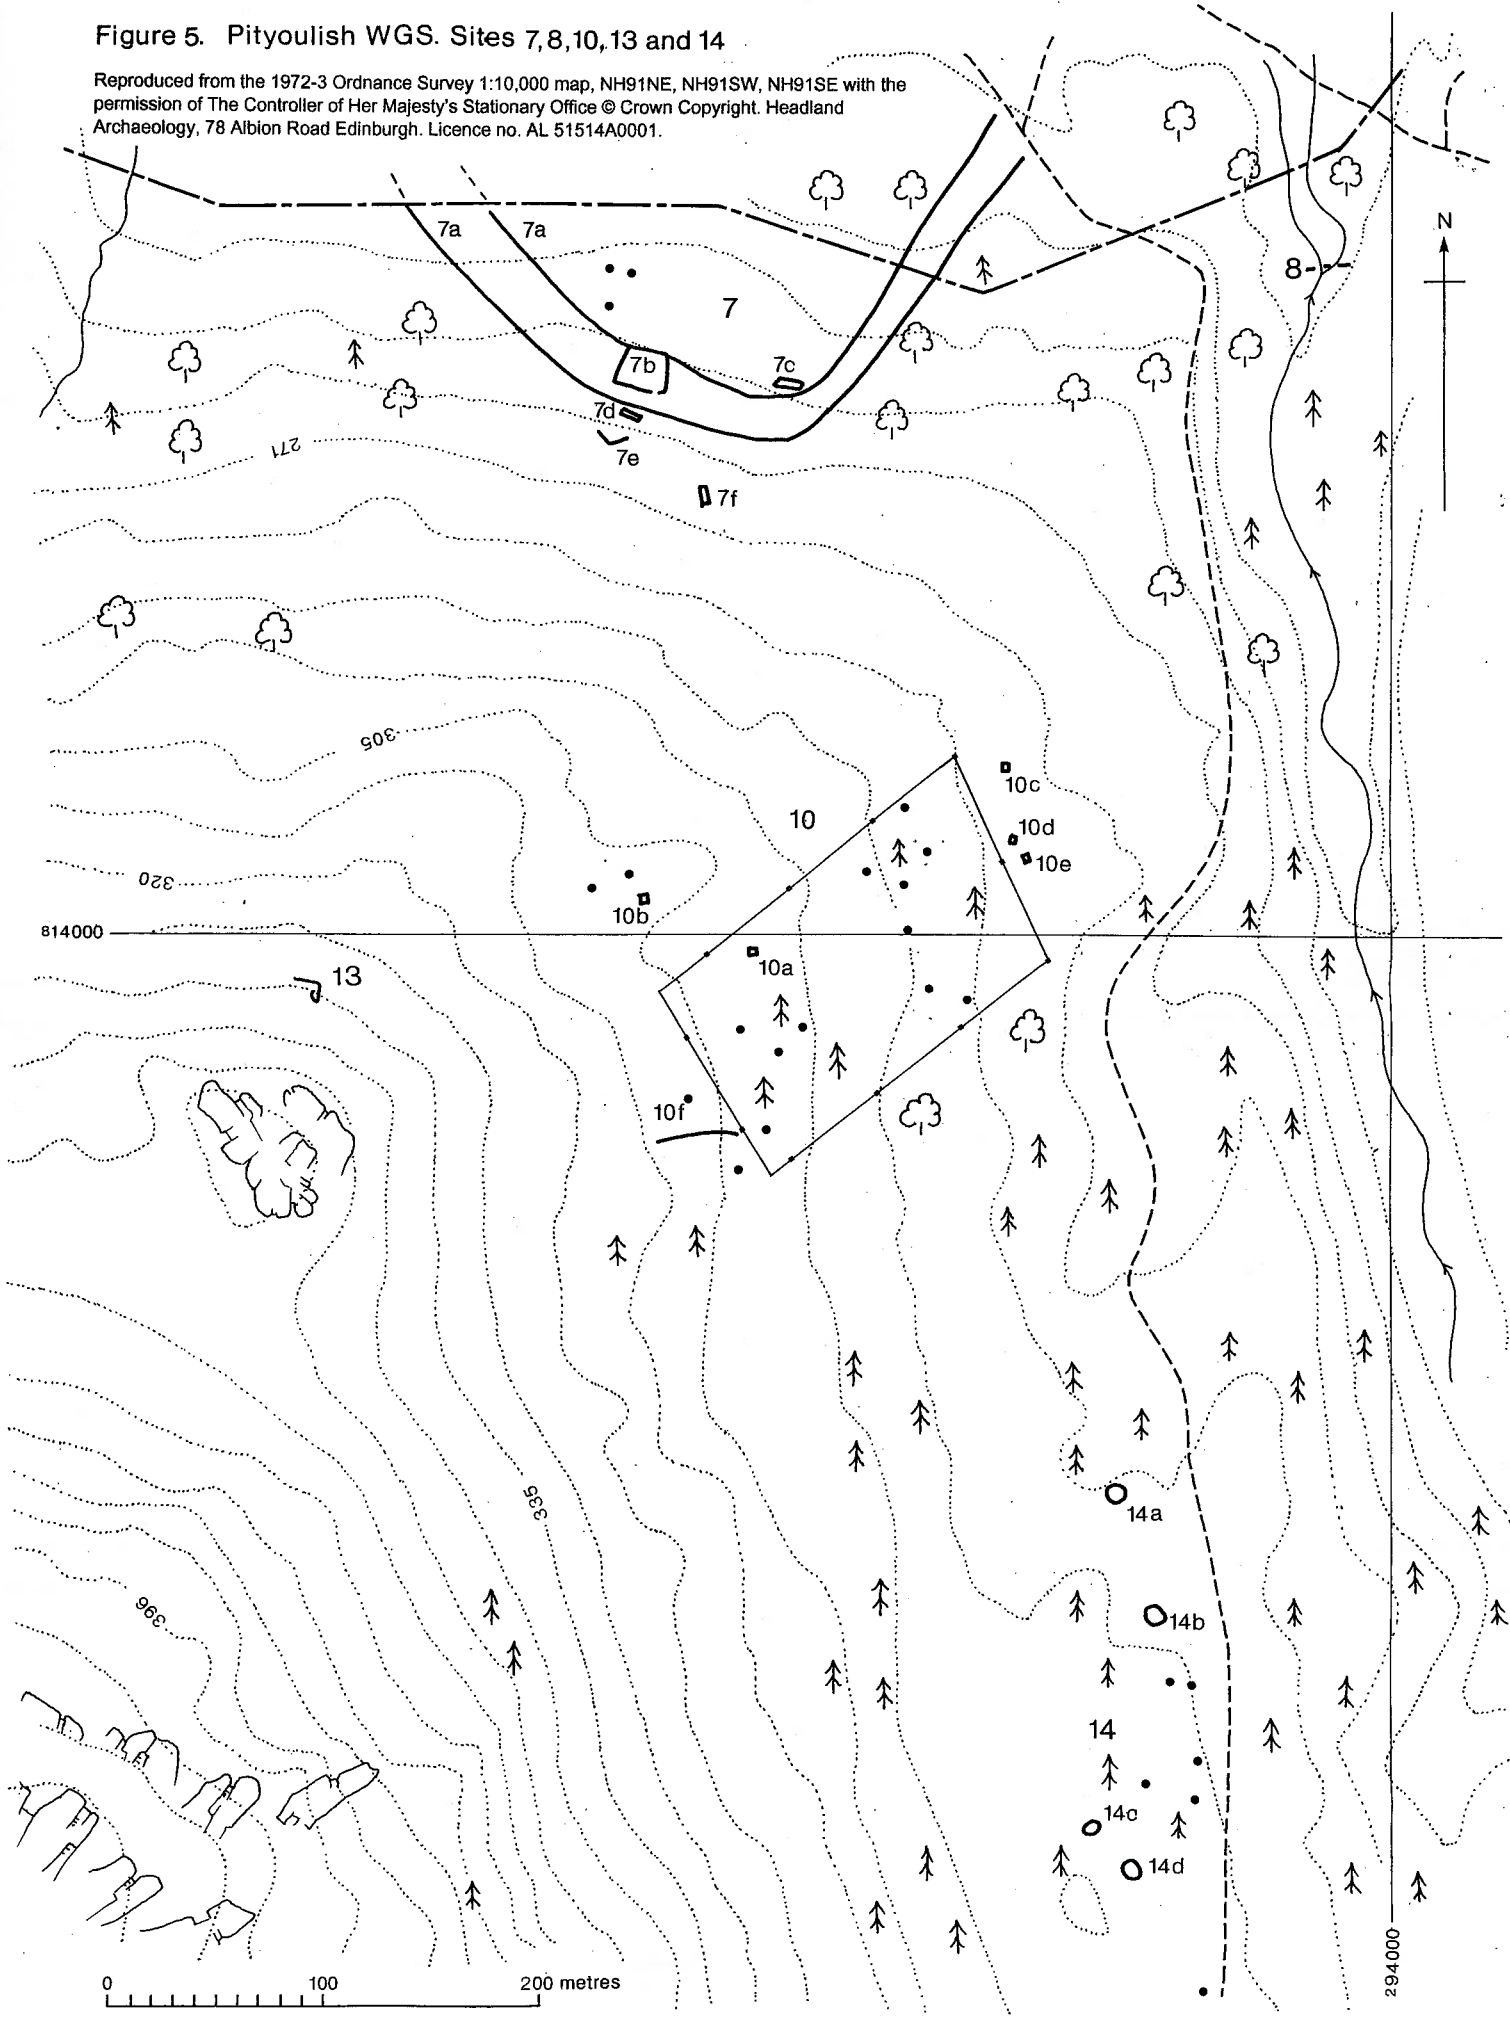 Figure 5. Pityoulish WGS. Sites 7,8,10,.13 and 14
Reproduced from the 1972-3 Ordnance Survey 1:10,000 map, NH91NE, NH91SW, NH91SE with the
permission of The Controller of Her Majesty's Stationary Office © Crown Copyright. Headland
Archaeology, 78 Albion Road Edinburgh. Licence no. AL 51514A0001.
N
7a
7a
8
7
7b
7c
7d
7e
271
7f
305
10c
10
10d
10e
320
10b
814000
10a
13
10f
335
14a
396
14b
14
14c
14d
294000
0 100 200 metres